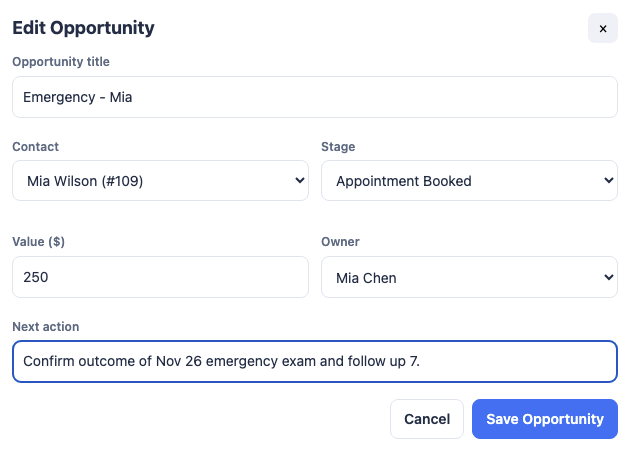 Edit Opportunity
×
Opportunity title
Emergency - Mia
Contact
Stage
Mia Wilson (#109)
Appointment Booked
Value ($)
Owner
250
Mia Chen
Next action
Confirm outcome of Nov 26 emergency exam and follow up 7.
Cancel
Save Opportunity